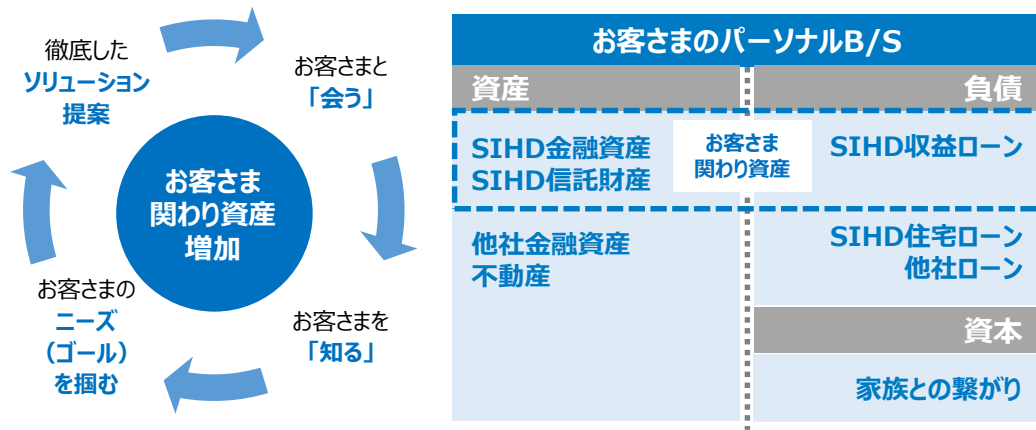 徹底した
ソリューション
提案
お客さまと
「会う」
お客さまを
「知る」
お客さまの
ニーズ
（ゴール）
を掴む
お客さま
関わり資産
増加
お客さまのパーソナルB/S
資産
負債
SIHD金融資産
SIHD信託財産
お客さま
関わり資産
SIHD収益ローン
他社金融資産
不動産
SIHD住宅ローン
他社ローン
資本
家族との繋がり